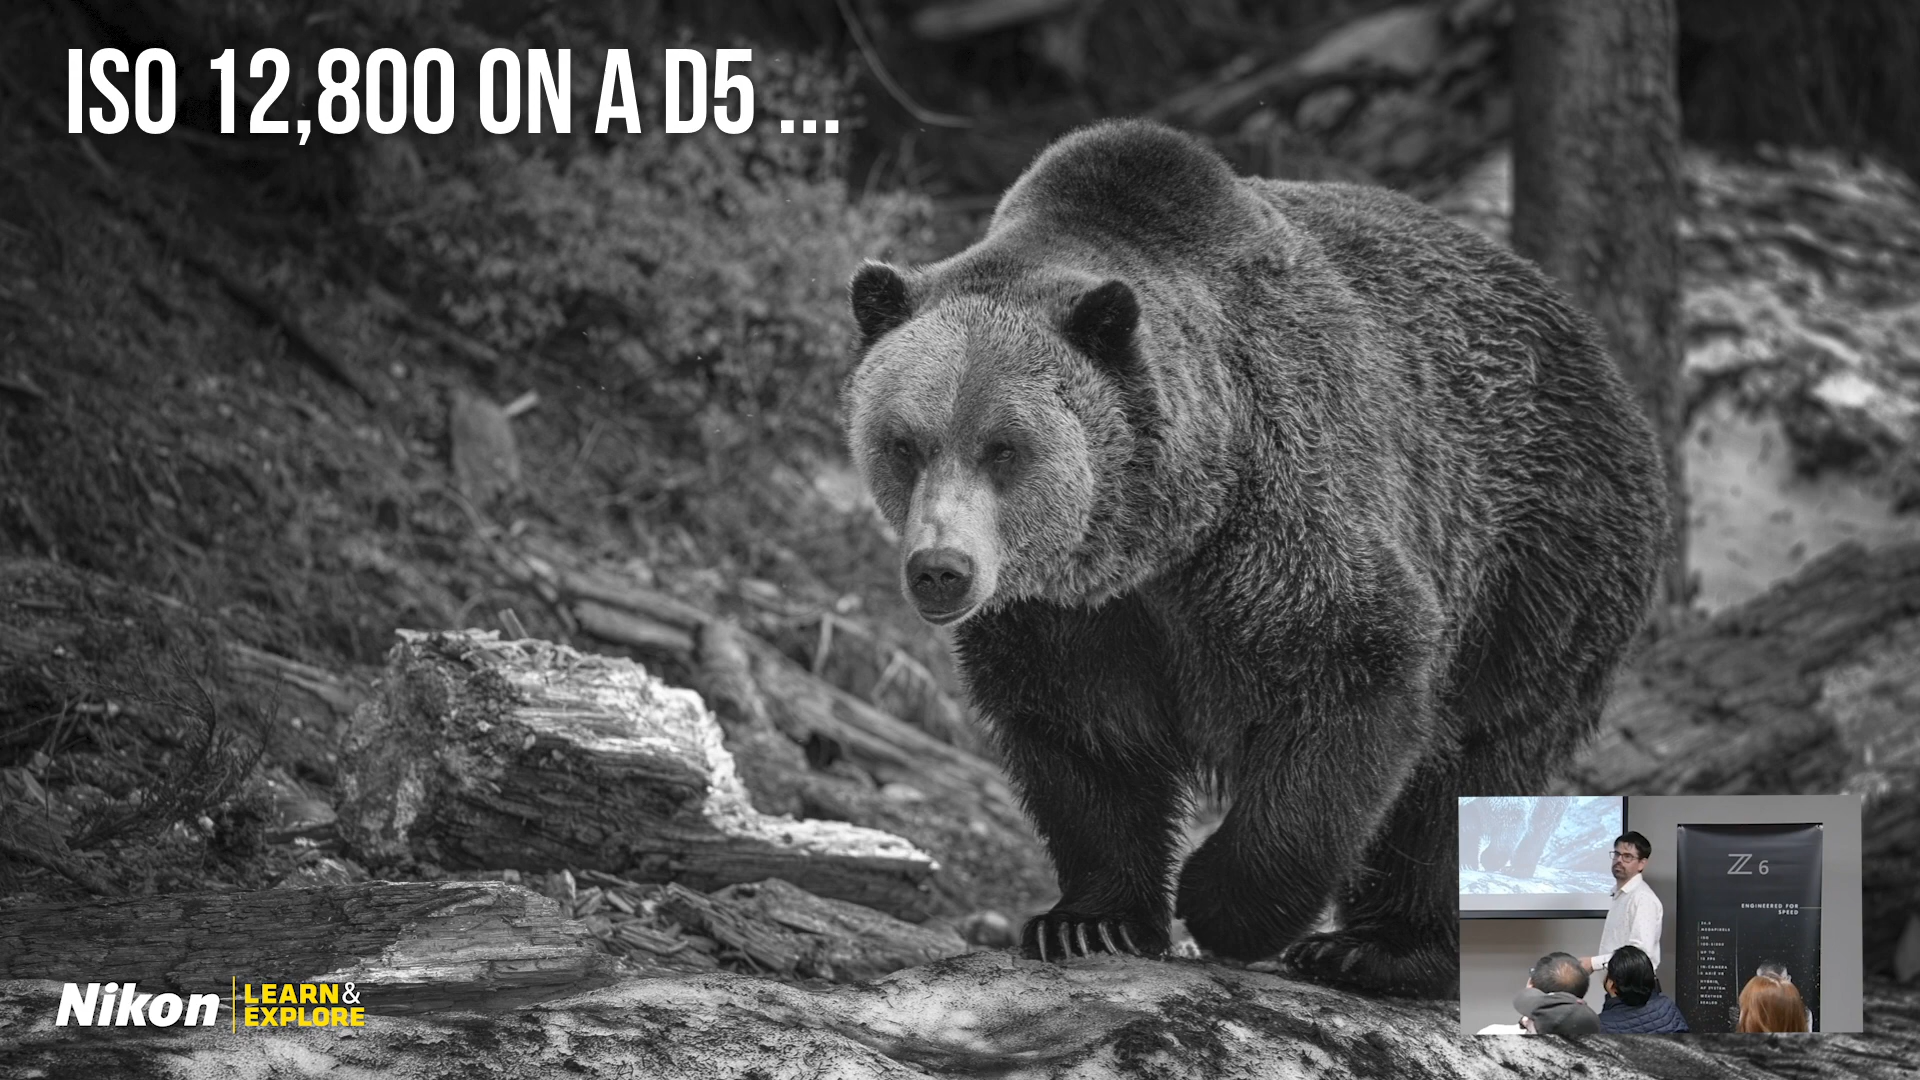 ISO 12,800 ON A D5 ...
Nikon
LEARN&
EXPLORE
Z 6
ENGINEERED FOR
SPEED